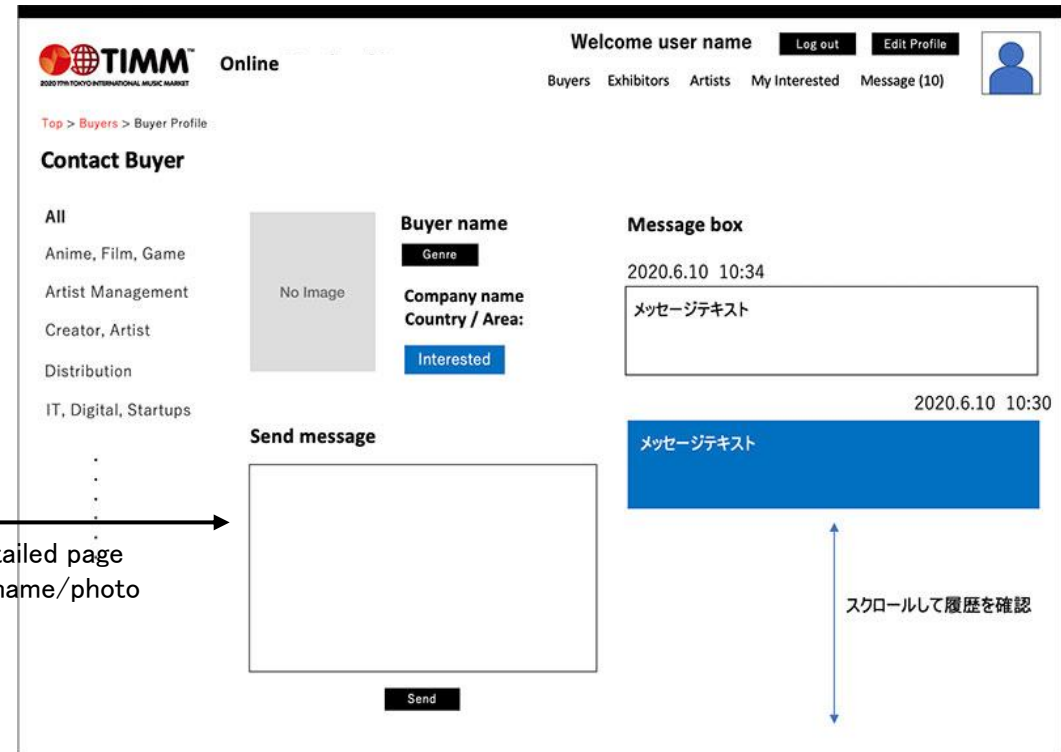 TIMM™
2020 17th TOKYO INTERNATIONAL MUSIC MARKET
Online
Welcome user name
Log out
Edit Profile
Buyers
Exhibitors
Artists
My Interested
Message (10)
Top > Buyers > Buyer Profile
Contact Buyer
All
Anime, Film, Game
Artist Management
Creator, Artist
Distribution
IT, Digital, Startups
No Image
Buyer name
Genre
Company name
Country / Area:
Interested
Send message
Send
Message box
2020.6.10 10:34
メッセージテキスト
2020.6.10 10:30
メッセージテキスト
スクロールして履歴を確認
tailed page
name/photo